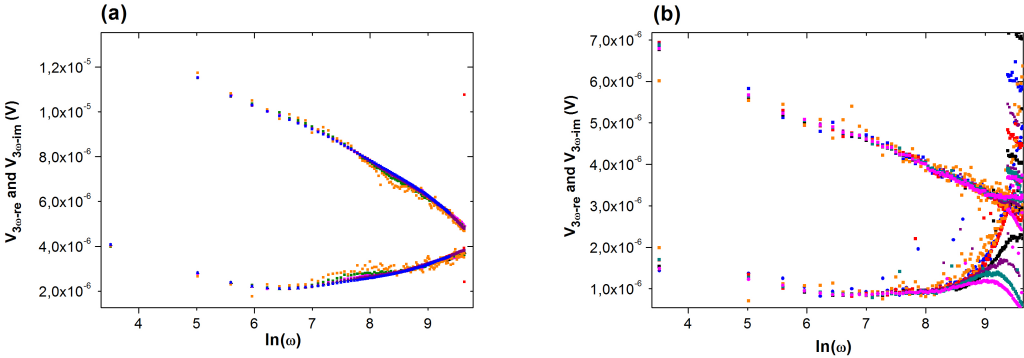 (a)
V3ω-re and V3ω-im (V)
1,2x10-5
1,0x10-5
8,0x10-6
6,0x10-6
4,0x10-6
2,0x10-6
4 5 6 7 8 9
ln(ω)
(b)
V3ω-re and V3ω-im (V)
7,0x10-6
6,0x10-6
5,0x10-6
4,0x10-6
3,0x10-6
2,0x10-6
1,0x10-6
4 5 6 7 8 9
ln(ω)